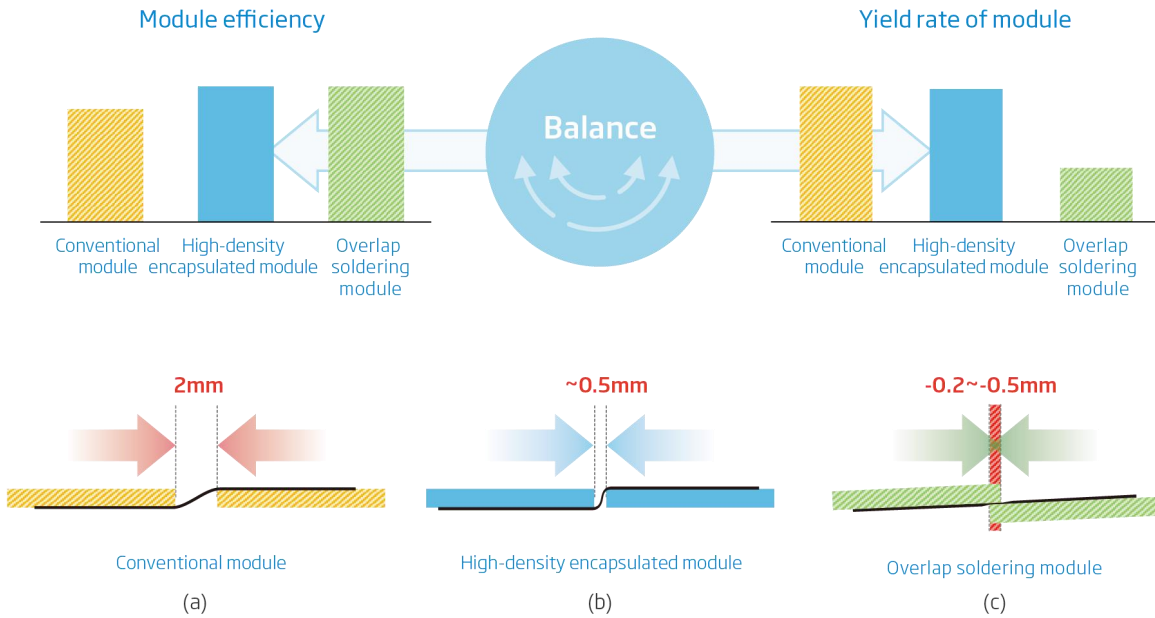 Module efficiency
Yield rate of module
Balance
Conventional
module
High-density
encapsulated module
Overlap
soldering
module
Conventional
module
High-density
encapsulated module
Overlap
soldering
module
2mm
~0.5mm
-0.2~-0.5mm
Conventional module
High-density encapsulated module
Overlap soldering module
(a)
(b)
(c)